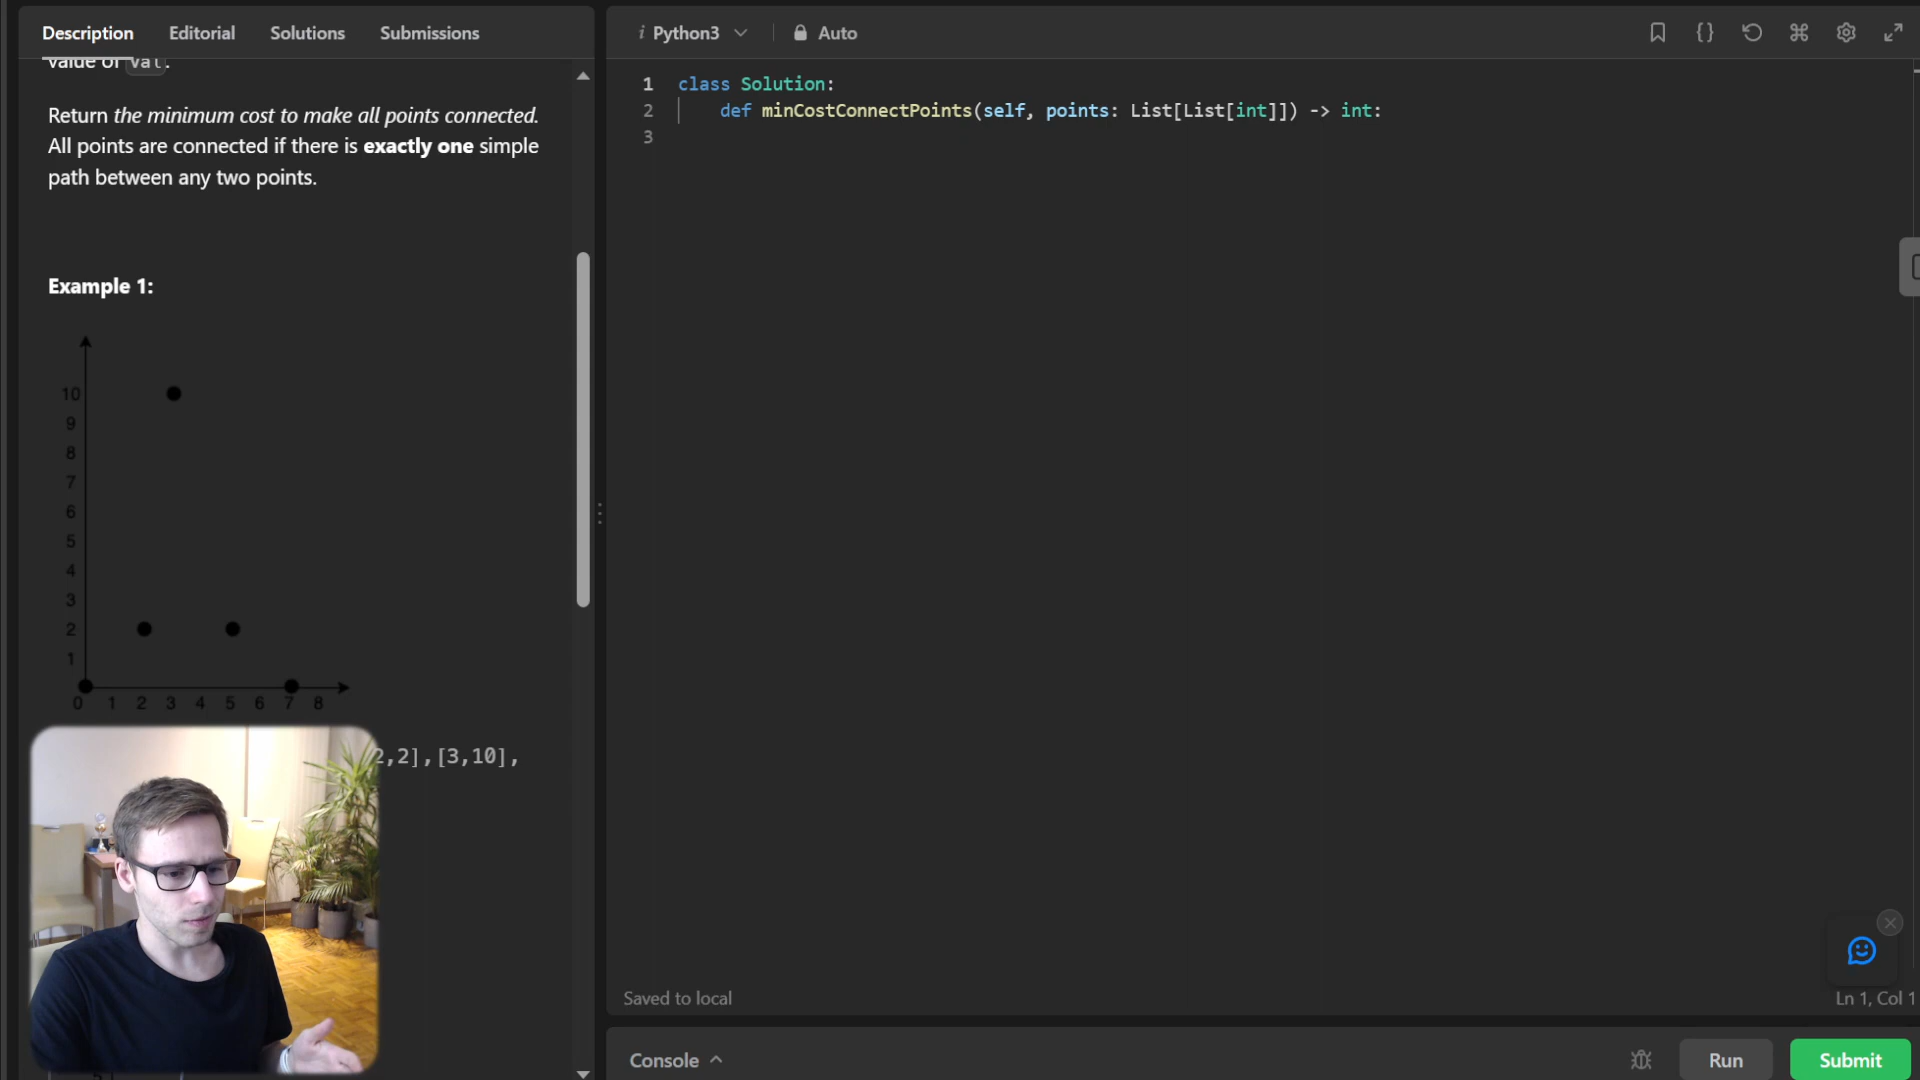 Description Editorial Solutions Submissions
value of val.
Return the minimum cost to make all points connected.
All points are connected if there is exactly one simple
path between any two points.
Example 1:
10
9
8
7
6
5
4
3
2
1
0 1 2 3 4 5 6 7 8
2,2],[3,10],
i Python3 Auto
1 class Solution:
2 def minCostConnectPoints(self, points: List[List[int]]) -> int:
3
Saved to local
Ln 1, Col 1
Console
Run Submit